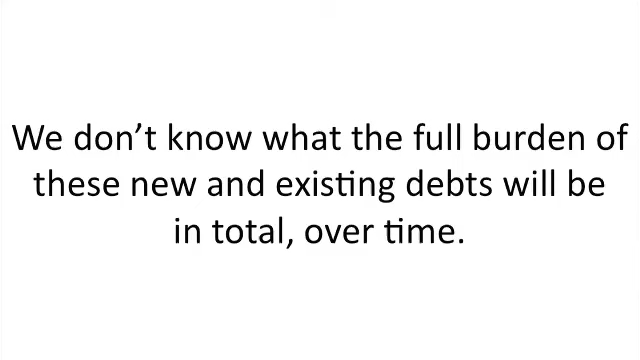 We don’t know what the full burden of
these new and existing debts will be
in total, over time.